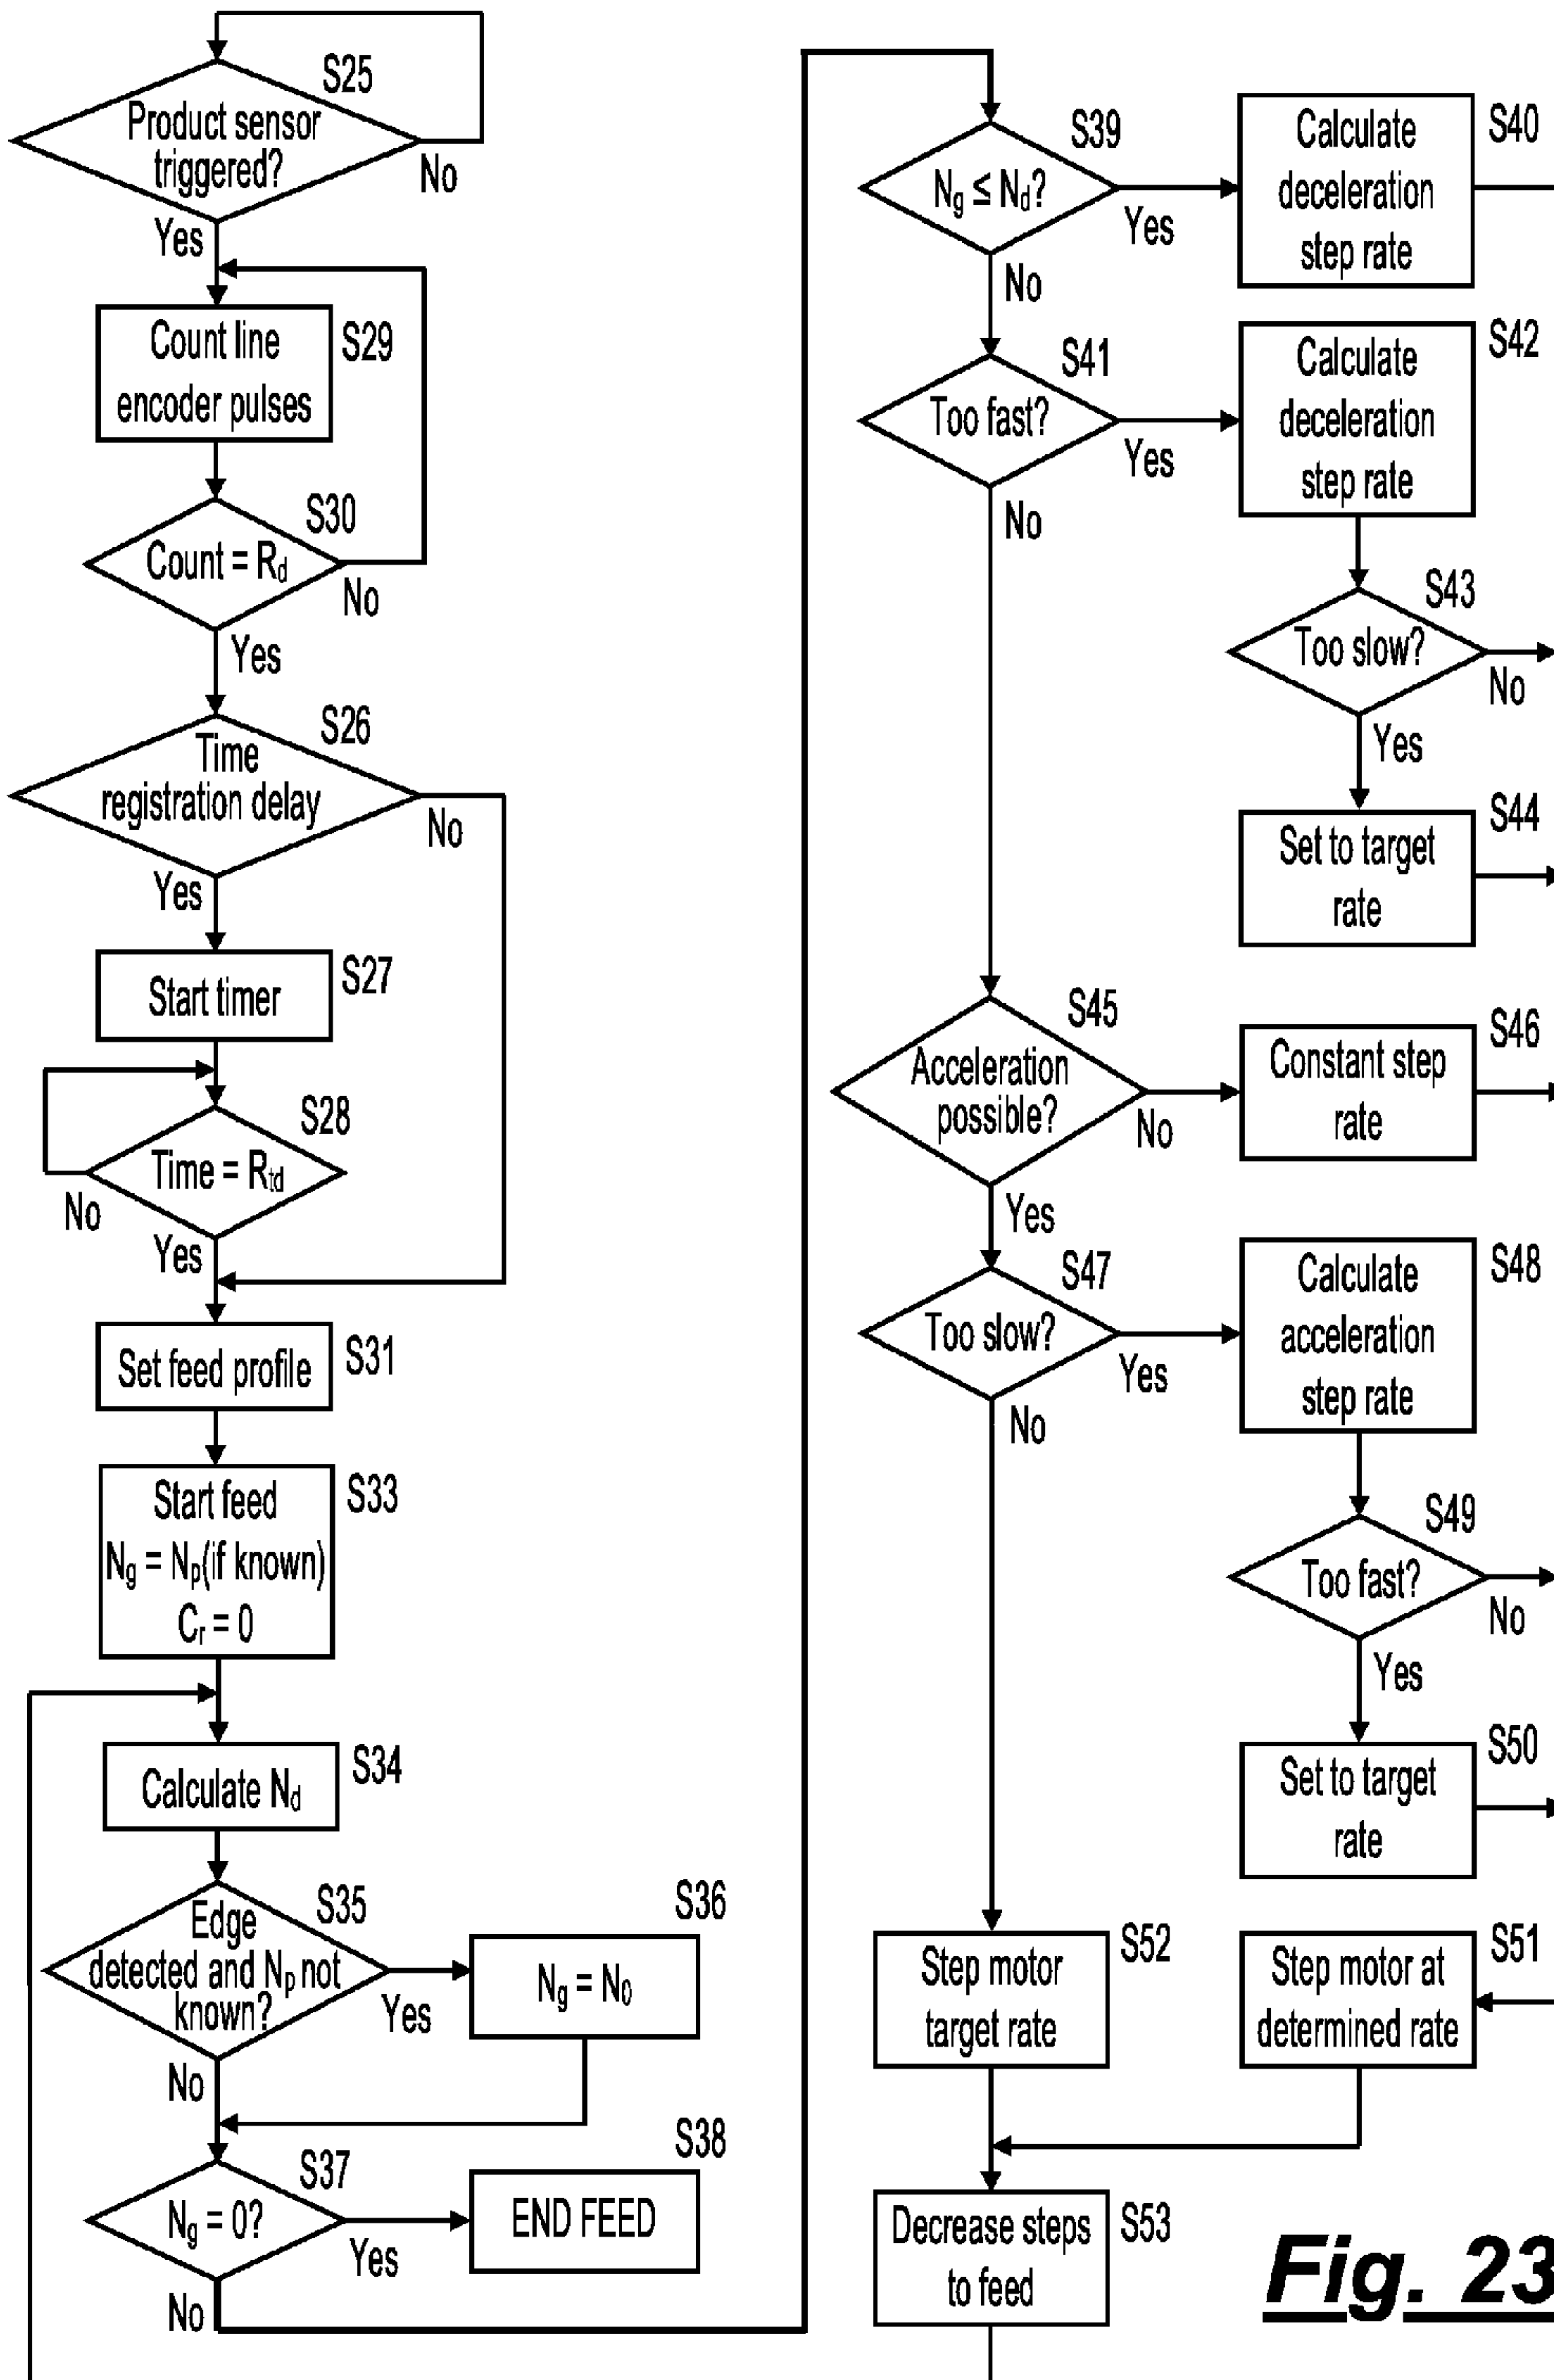 S25
Product sensor
triggered?
No
Yes
Count line
encoder pulses
S29
S30
Count = Rd
No
Yes
S26
Time
registration delay
No
Yes
Start timer
S27
S28
Time = Rtd
No
Yes
Set feed profile
S31
Start feed
Ng = Np(if known)
Cr = 0
S33
Calculate Nd
S34
S35
Edge
detected and Np not
known?
Yes
No
S36
Ng = N0
S37
Ng = 0?
Yes
No
S38
END FEED
S39
Ng ≤ Nd?
Yes
No
Calculate
deceleration
step rate
S40
S41
Too fast?
Yes
No
Calculate
deceleration
step rate
S42
S43
Too slow?
No
Yes
Set to target
rate
S44
S45
Acceleration
possible?
No
Yes
Constant step
rate
S46
S47
Too slow?
Yes
No
Calculate
acceleration
step rate
S48
S49
Too fast?
No
Yes
Set to target
rate
S50
Step motor
target rate
S52
Step motor at
determined rate
S51
Decrease steps
to feed
S53
Fig. 23